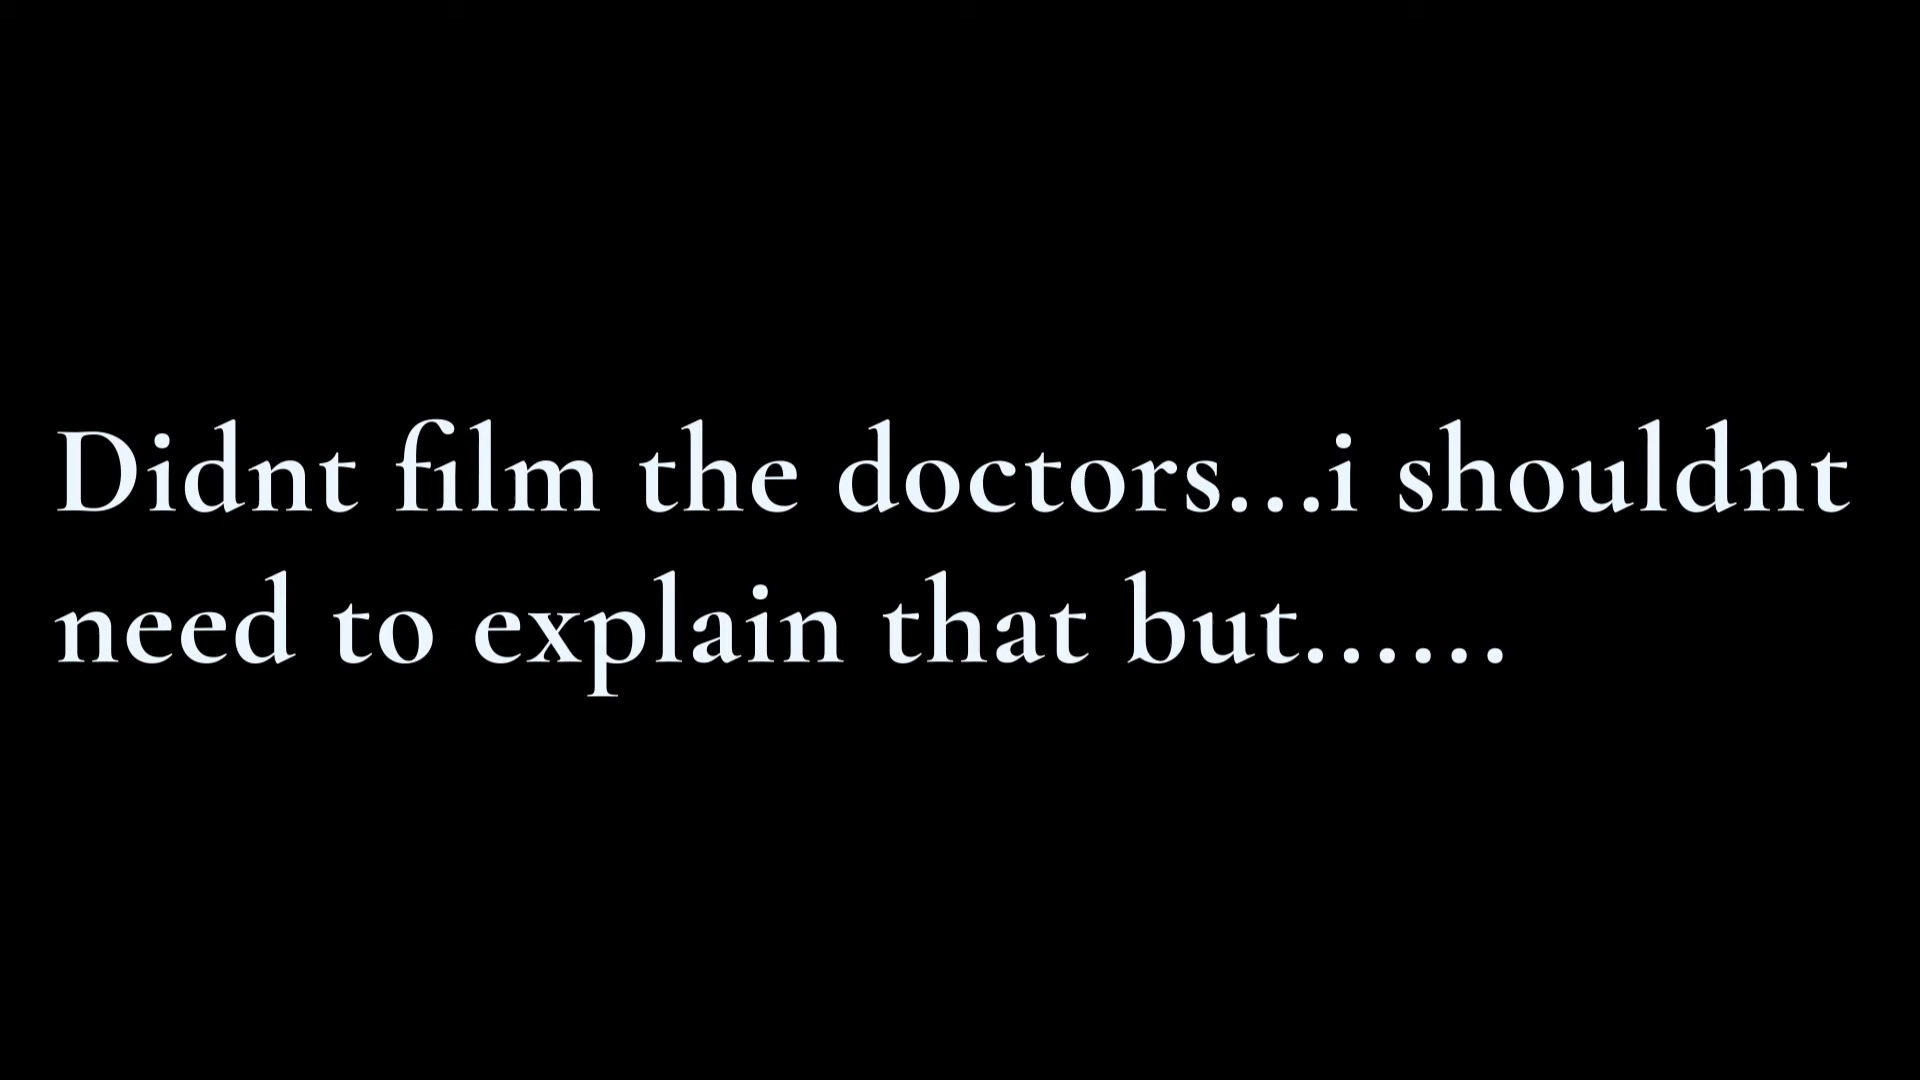 Didnt film the doctors...i shouldnt
need to explain that but......